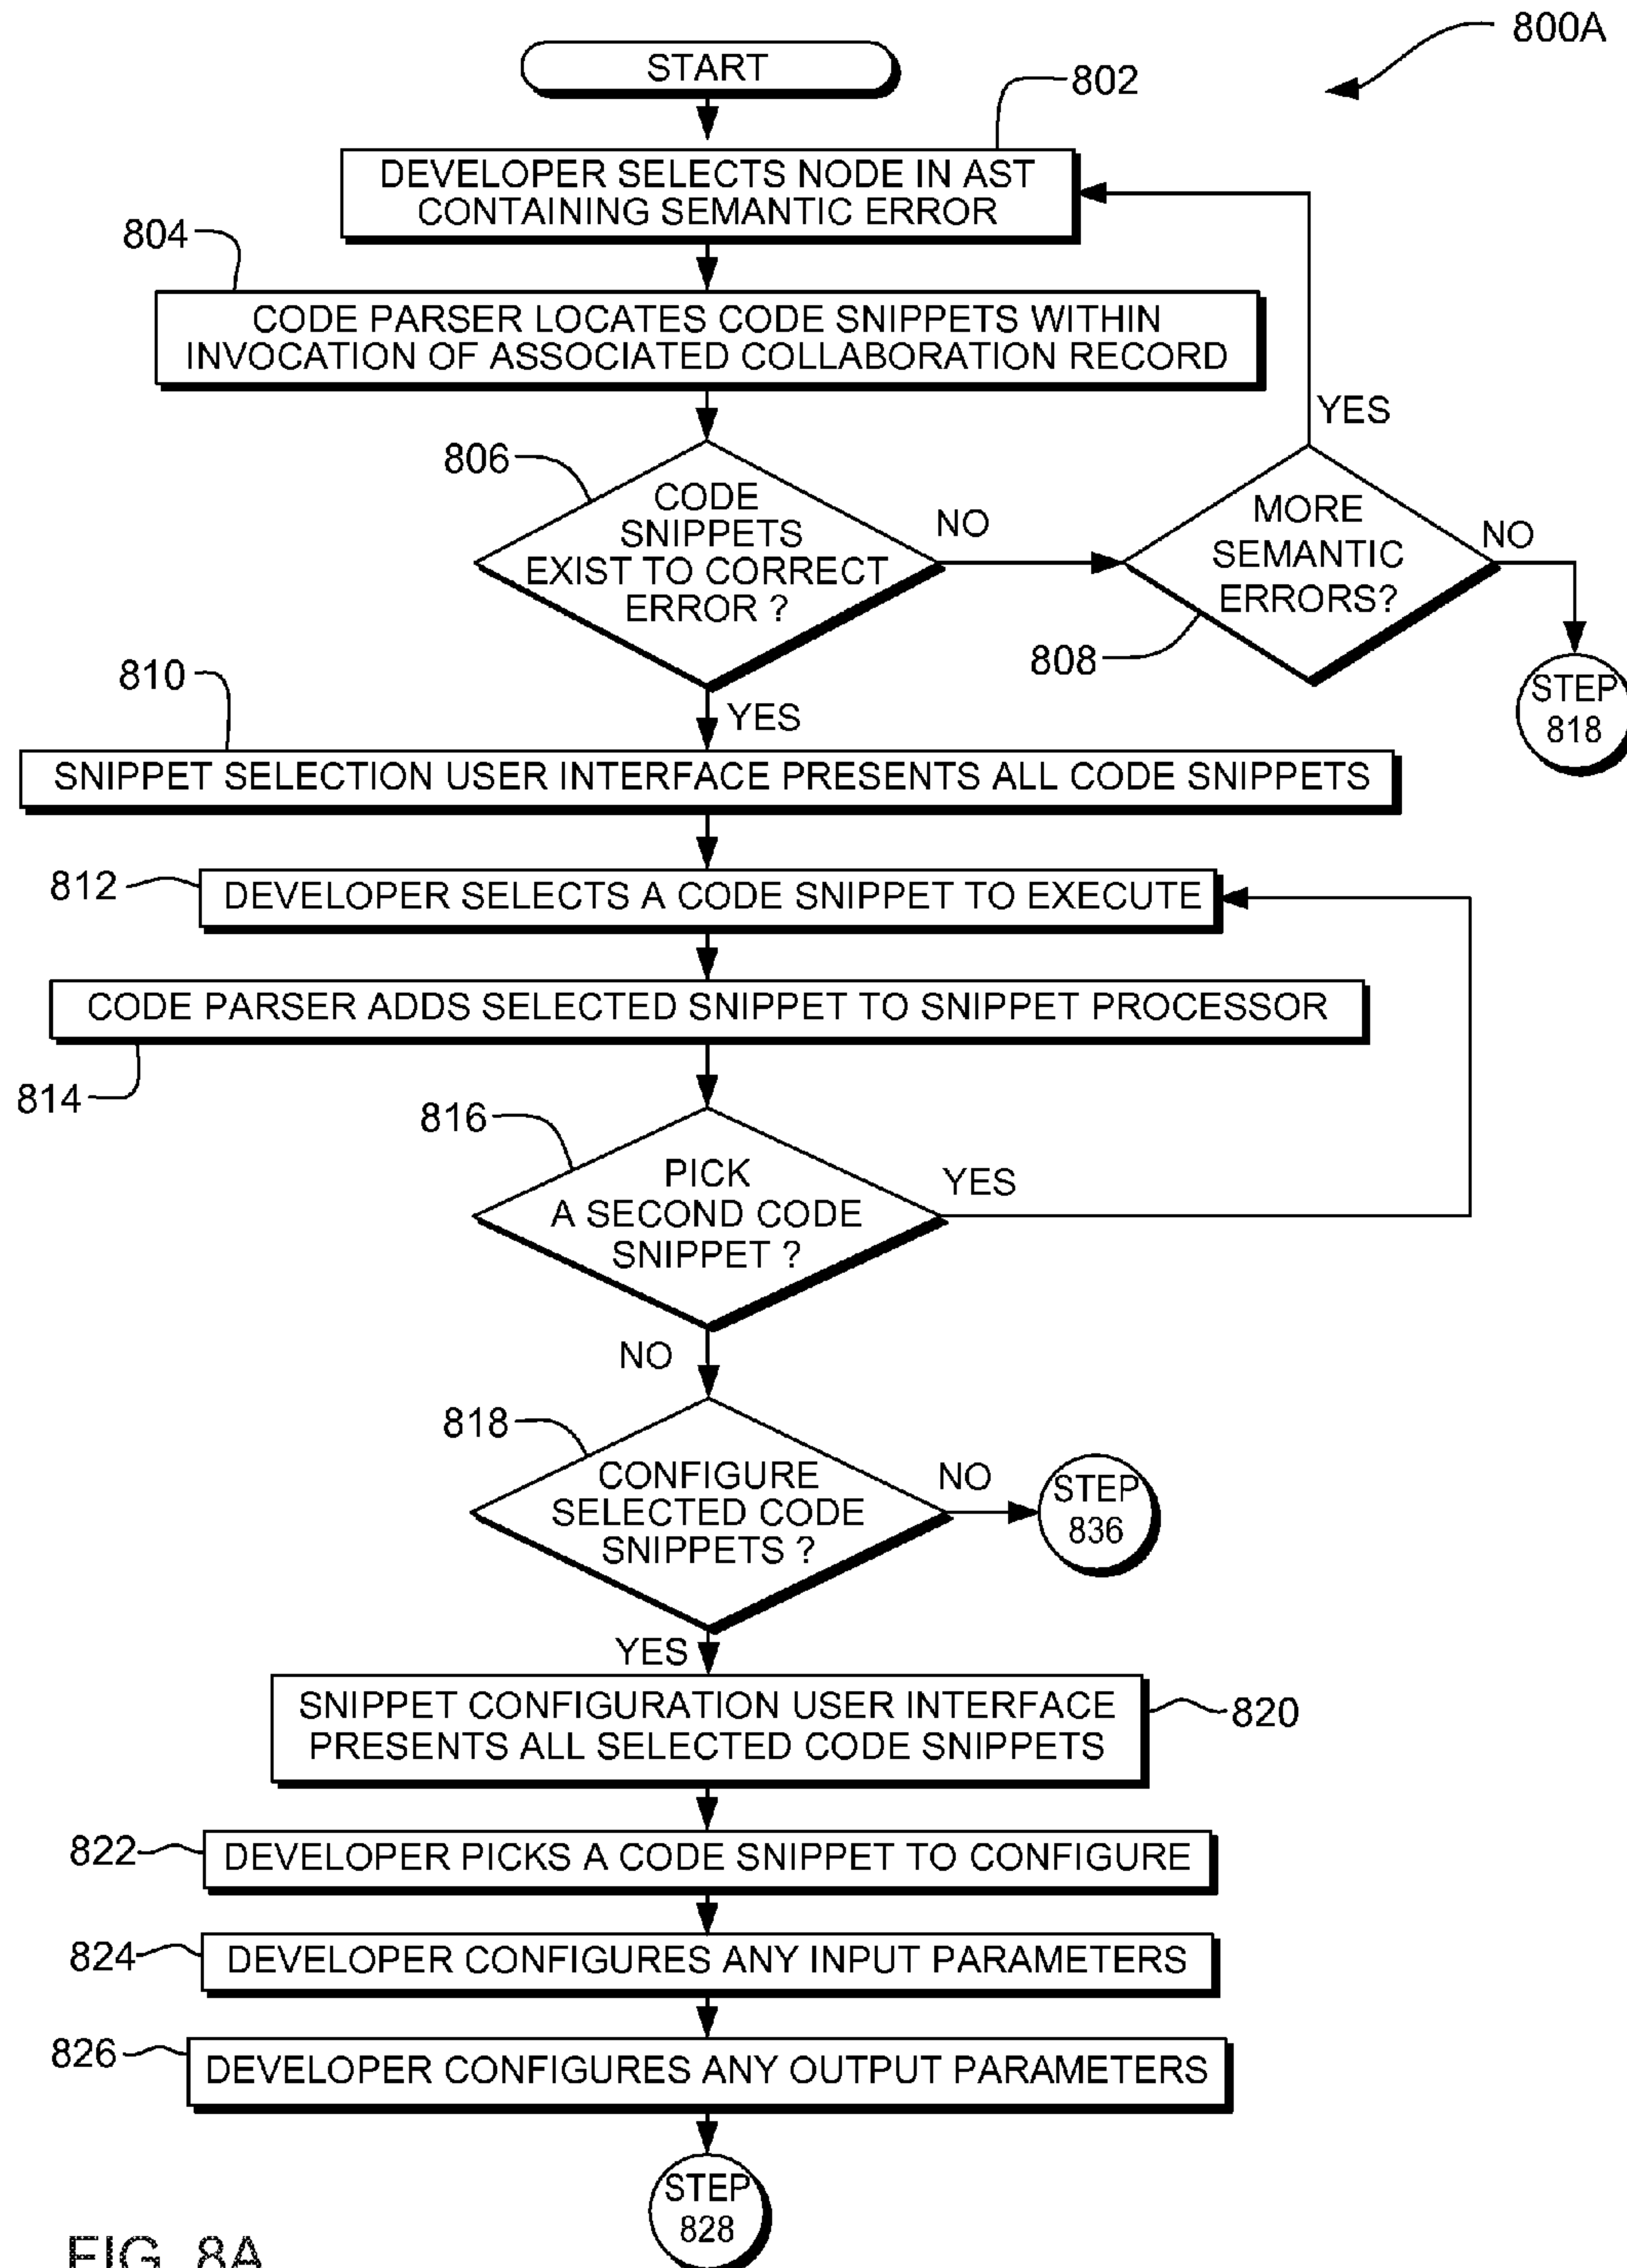 800A
START
802
DEVELOPER SELECTS NODE IN AST
CONTAINING SEMANTIC ERROR
804
CODE PARSER LOCATES CODE SNIPPETS WITHIN
INVOCATION OF ASSOCIATED COLLABORATION RECORD
YES
806
CODE
SNIPPETS
EXIST TO CORRECT
ERROR ?
NO
MORE
SEMANTIC
ERRORS?
NO
808
STEP
818
810
YES
SNIPPET SELECTION USER INTERFACE PRESENTS ALL CODE SNIPPETS
812
DEVELOPER SELECTS A CODE SNIPPET TO EXECUTE
CODE PARSER ADDS SELECTED SNIPPET TO SNIPPET PROCESSOR
814
816
PICK
A SECOND CODE
SNIPPET ?
YES
NO
818
CONFIGURE
SELECTED CODE
SNIPPETS ?
NO
STEP
836
YES
SNIPPET CONFIGURATION USER INTERFACE
PRESENTS ALL SELECTED CODE SNIPPETS
820
822
DEVELOPER PICKS A CODE SNIPPET TO CONFIGURE
824
DEVELOPER CONFIGURES ANY INPUT PARAMETERS
826
DEVELOPER CONFIGURES ANY OUTPUT PARAMETERS
STEP
828
FIG. 8A